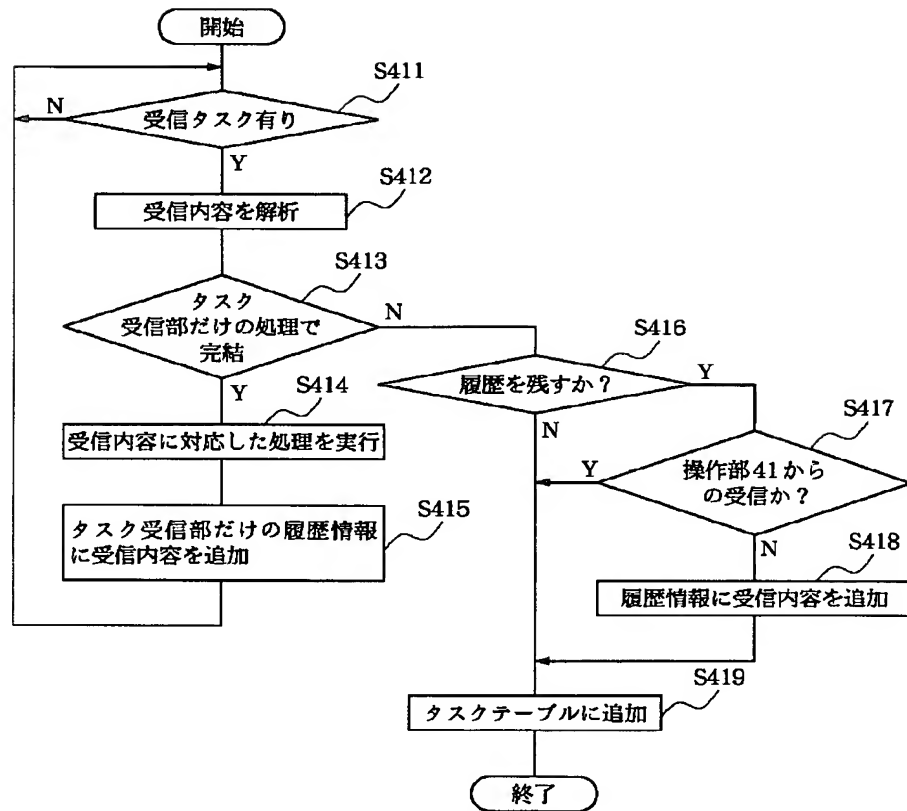 開始
S411
N
受信タスク有り
Y
S412
受信内容を解析
S413
タスク
受信部だけの処理で
完結
N
Y
S414
受信内容に対応した処理を実行
S415
タスク受信部だけの履歴情報
に受信内容を追加
S416
履歴を残すか？
Y
N
S417
操作部41から
の受信か？
Y
N
S418
履歴情報に受信内容を追加
S419
タスクテーブルに追加
終了